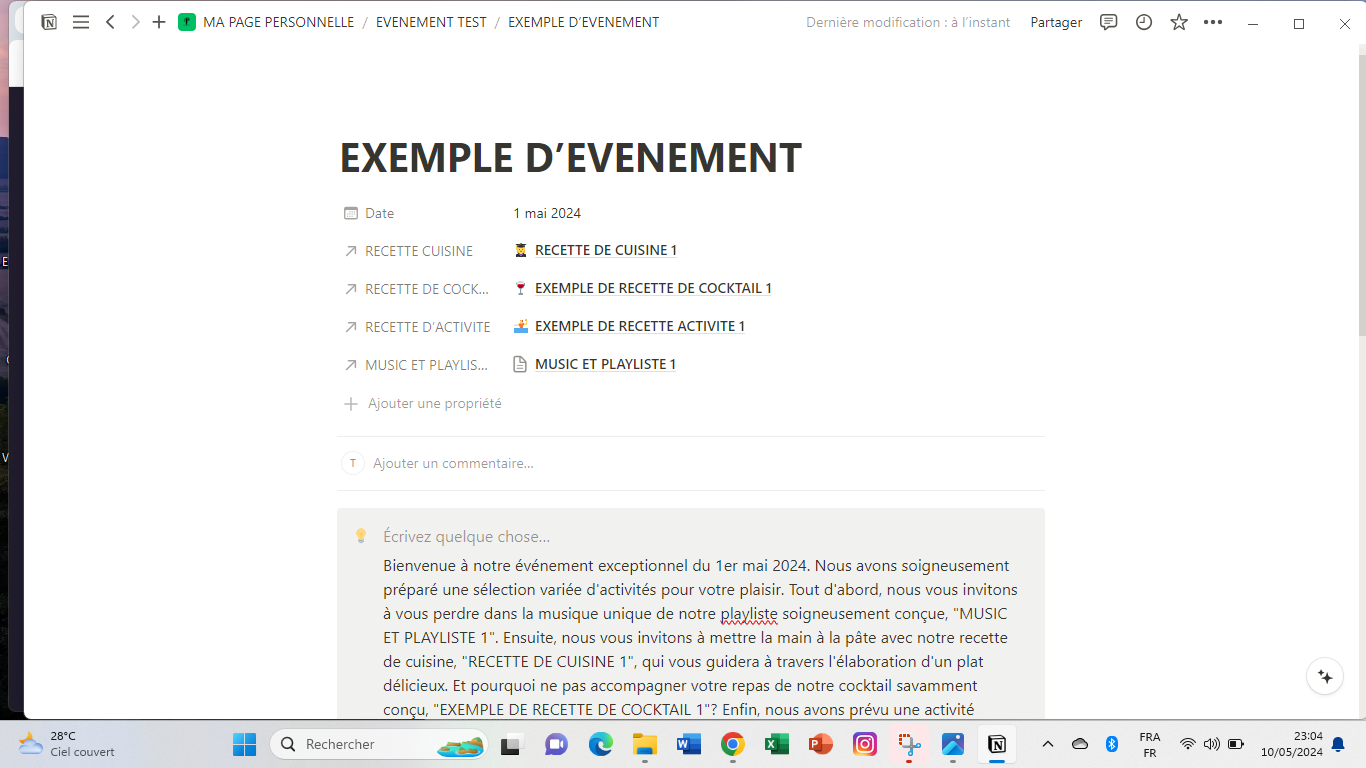 MA PAGE PERSONNELLE / EVENEMENT TEST / EXEMPLE D’EVENEMENT
Dernière modification : à l’instant Partager
EXEMPLE D’EVENEMENT
Date 1 mai 2024
RECETTE CUISINE RECETTE DE CUISINE 1
RECETTE DE COCK... EXEMPLE DE RECETTE DE COCKTAIL 1
RECETTE D’ACTIVITE EXEMPLE DE RECETTE ACTIVITE 1
MUSIC ET PLAYLIS... MUSIC ET PLAYLISTE 1
Ajouter une propriété
T Ajouter un commentaire...
Écrivez quelque chose...
Bienvenue à notre événement exceptionnel du 1er mai 2024. Nous avons soigneusement
préparé une sélection variée d'activités pour votre plaisir. Tout d'abord, nous vous invitons
à vous perdre dans la musique unique de notre playliste soigneusement conçue, "MUSIC
ET PLAYLISTE 1". Ensuite, nous vous invitons à mettre la main à la pâte avec notre recette
de cuisine, "RECETTE DE CUISINE 1", qui vous guidera à travers l'élaboration d'un plat
délicieux. Et pourquoi ne pas accompagner votre repas de notre cocktail savamment
conçu, "EXEMPLE DE RECETTE DE COCKTAIL 1"? Enfin, nous avons prévu une activité
28°C
Ciel couvert
Rechercher
FRA
FR
23:04
10/05/2024